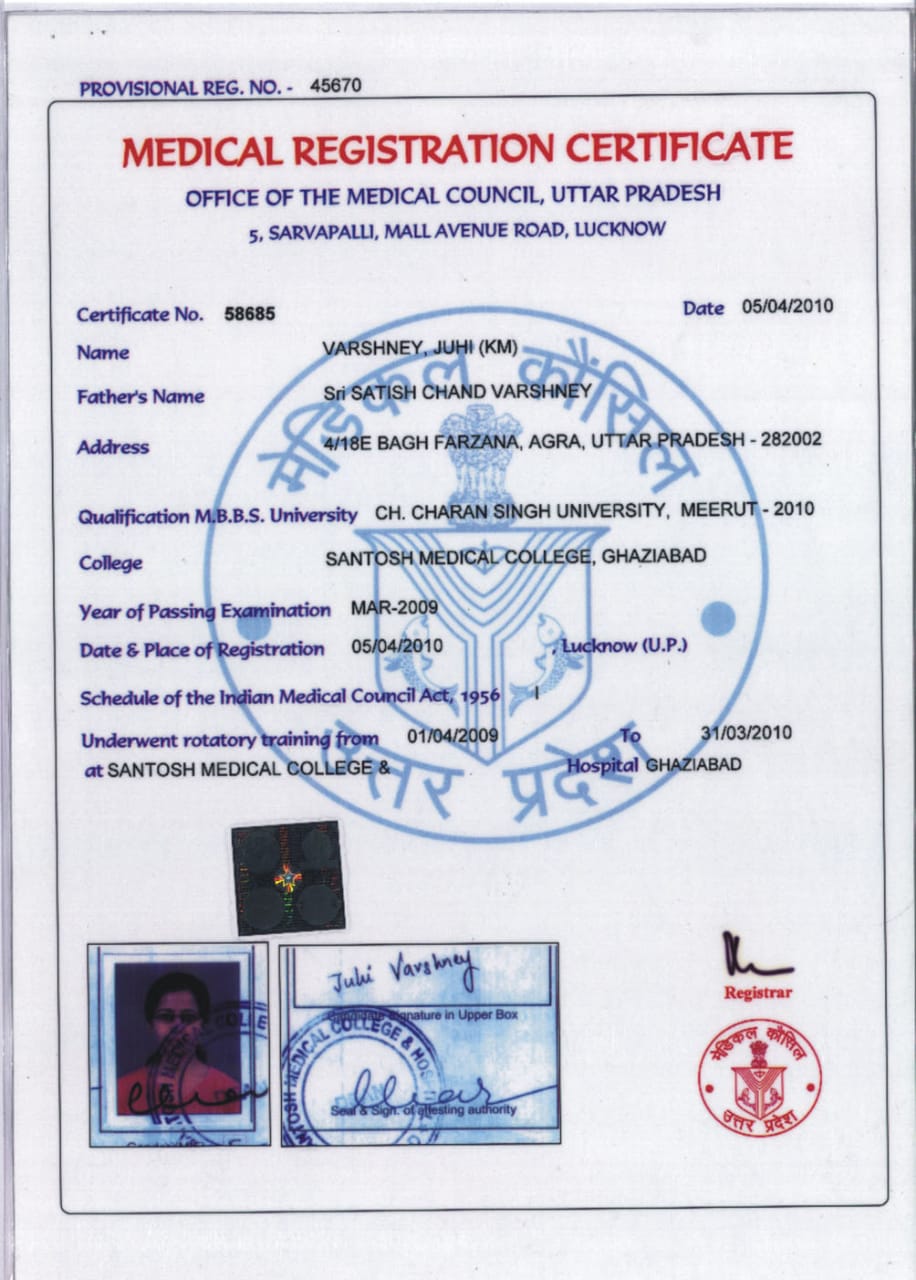 PROVISIONAL REG. NO. - 45670
MEDICAL REGISTRATION CERTIFICATE
OFFICE OF THE MEDICAL COUNCIL, UTTAR PRADESH
5, SARVAPALLI, MALL AVENUE ROAD, LUCKNOW
Certificate No. 58685 Date 05/04/2010
Name VARSHNEY, JUHI (KM)
Father's Name Sri SATISH CHAND VARSHNEY
Address 4/18E BAGH FARZANA, AGRA, UTTAR PRADESH - 282002
Qualification M.B.B.S. University CH. CHARAN SINGH UNIVERSITY, MEERUT - 2010
College SANTOSH MEDICAL COLLEGE, GHAZIABAD
Year of Passing Examination MAR-2009
Date & Place of Registration 05/04/2010 , Lucknow (U.P.)
Schedule of the Indian Medical Council Act, 1956 I
Underwent rotatory training from 01/04/2009 To 31/03/2010
at SANTOSH MEDICAL COLLEGE & Hospital GHAZIABAD
मेडिकल कौंसिल
उत्तर प्रदेश
Juhi Varshney
Candidate Signature in Upper Box
MEDICAL COLLEGE &
Seal & Sign. of attesting authority
Registrar
मेडिकल कौंसिल
उत्तर प्रदेश